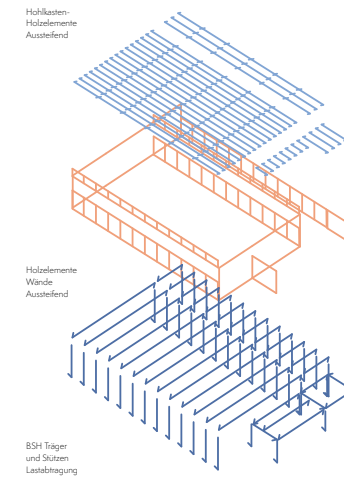 Hohlkasten-
Holzelemente
Aussteifend
Holzelemente
Wände
Aussteifend
BSH Träger
und Stützen
Lastabtragung